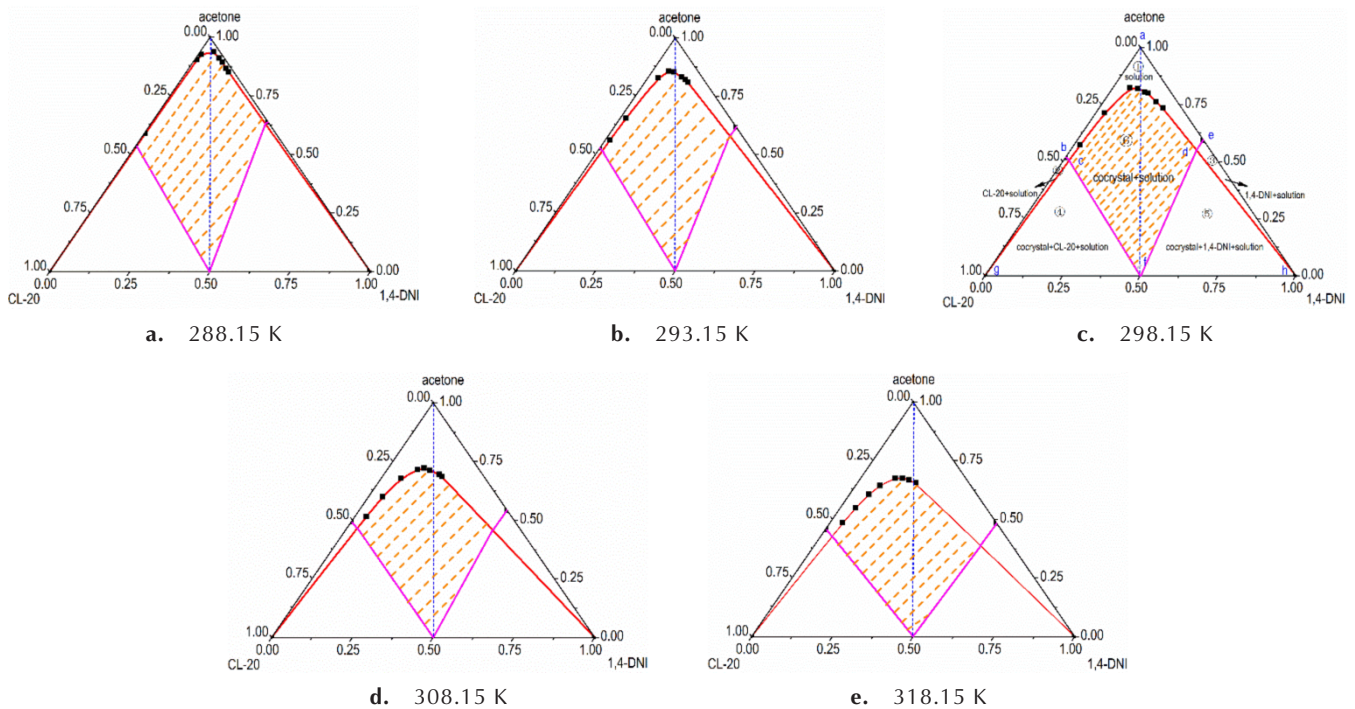 acetone
0.00 1.00
0.25
0.75
0.50
0.50
0.75
0.25
1.00
0.00
0.00 0.25 0.50 0.75 1.00
CL-20
1,4-DNI
a. 288.15 K
acetone
0.00 1.00
0.25
0.75
0.50
0.50
0.75
0.25
1.00
0.00
0.00 0.25 0.50 0.75 1.00
CL-20
1,4-DNI
b. 293.15 K
acetone
a
0.00 1.00
①
solution
0.25
0.75
e
b
⑥
d
③
0.50
c
0.50
cocrystal+solution
CL-20+solution
1,4-DNI+solution
0.75
④
⑤
0.25
cocrystal+CL-20+solution
cocrystal+1,4-DNI+solution
f
1.00
g
h
0.00
0.00 0.25 0.50 0.75 1.00
CL-20
1,4-DNI
c. 298.15 K
acetone
0.00 1.00
0.25
0.75
0.50
0.50
0.75
0.25
1.00
0.00
0.00 0.25 0.50 0.75 1.00
CL-20
1,4-DNI
d. 308.15 K
acetone
0.00 1.00
0.25
0.75
0.50
0.50
0.75
0.25
1.00
0.00
0.00 0.25 0.50 0.75 1.00
CL-20
1,4-DNI
e. 318.15 K